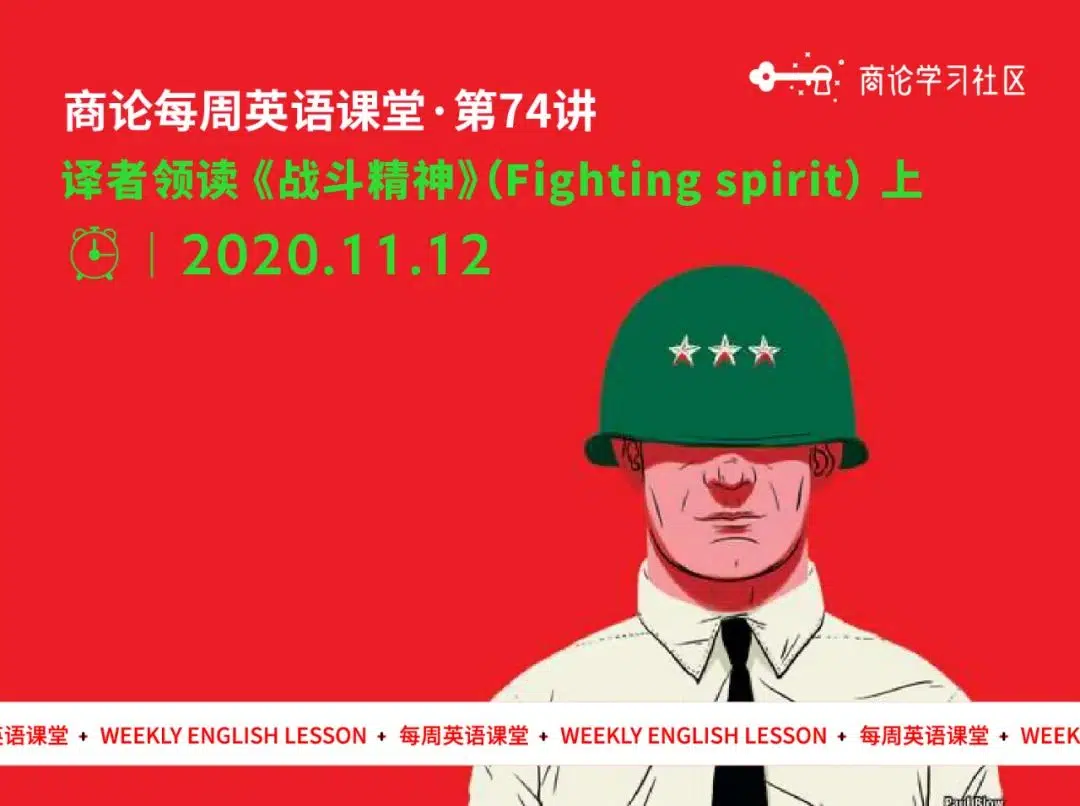 商论学习社区
商论每周英语课堂·第74讲
译者领读《战斗精神》(Fighting spirit) 上
2020.11.12
英语课堂 + WEEKLY ENGLISH LESSON + 每周英语课堂 + WEEKLY ENGLISH LESSON + 每周英语课堂 + WEEK
Paul Blow